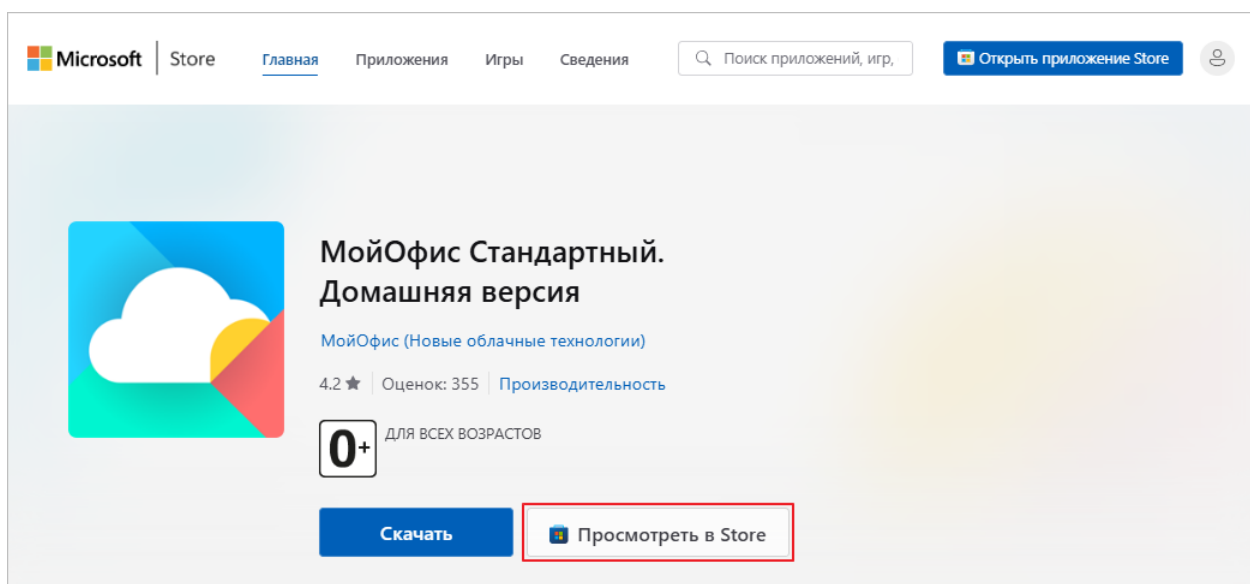 Microsoft Store Главная Приложения Игры Сведения Поиск приложений, игр, Открыть приложение Store
МойОфис Стандартный.
Домашняя версия
МойОфис (Новые облачные технологии)
4.2 ★ Оценок: 355 Производительность
0+ ДЛЯ ВСЕХ ВОЗРАСТОВ
Скачать Просмотреть в Store